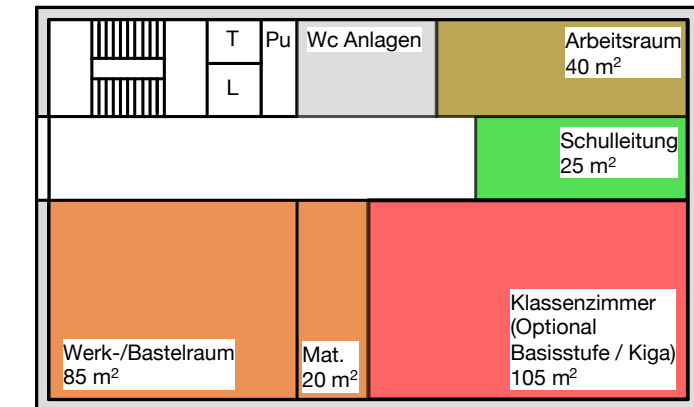 T
Pu
Wc Anlagen
Arbeitsraum
40 m²
L
Schulleitung
25 m²
Werk-/Bastelraum
85 m²
Mat.
20 m²
Klassenzimmer
(Optional
Basisstufe / Kiga)
105 m²